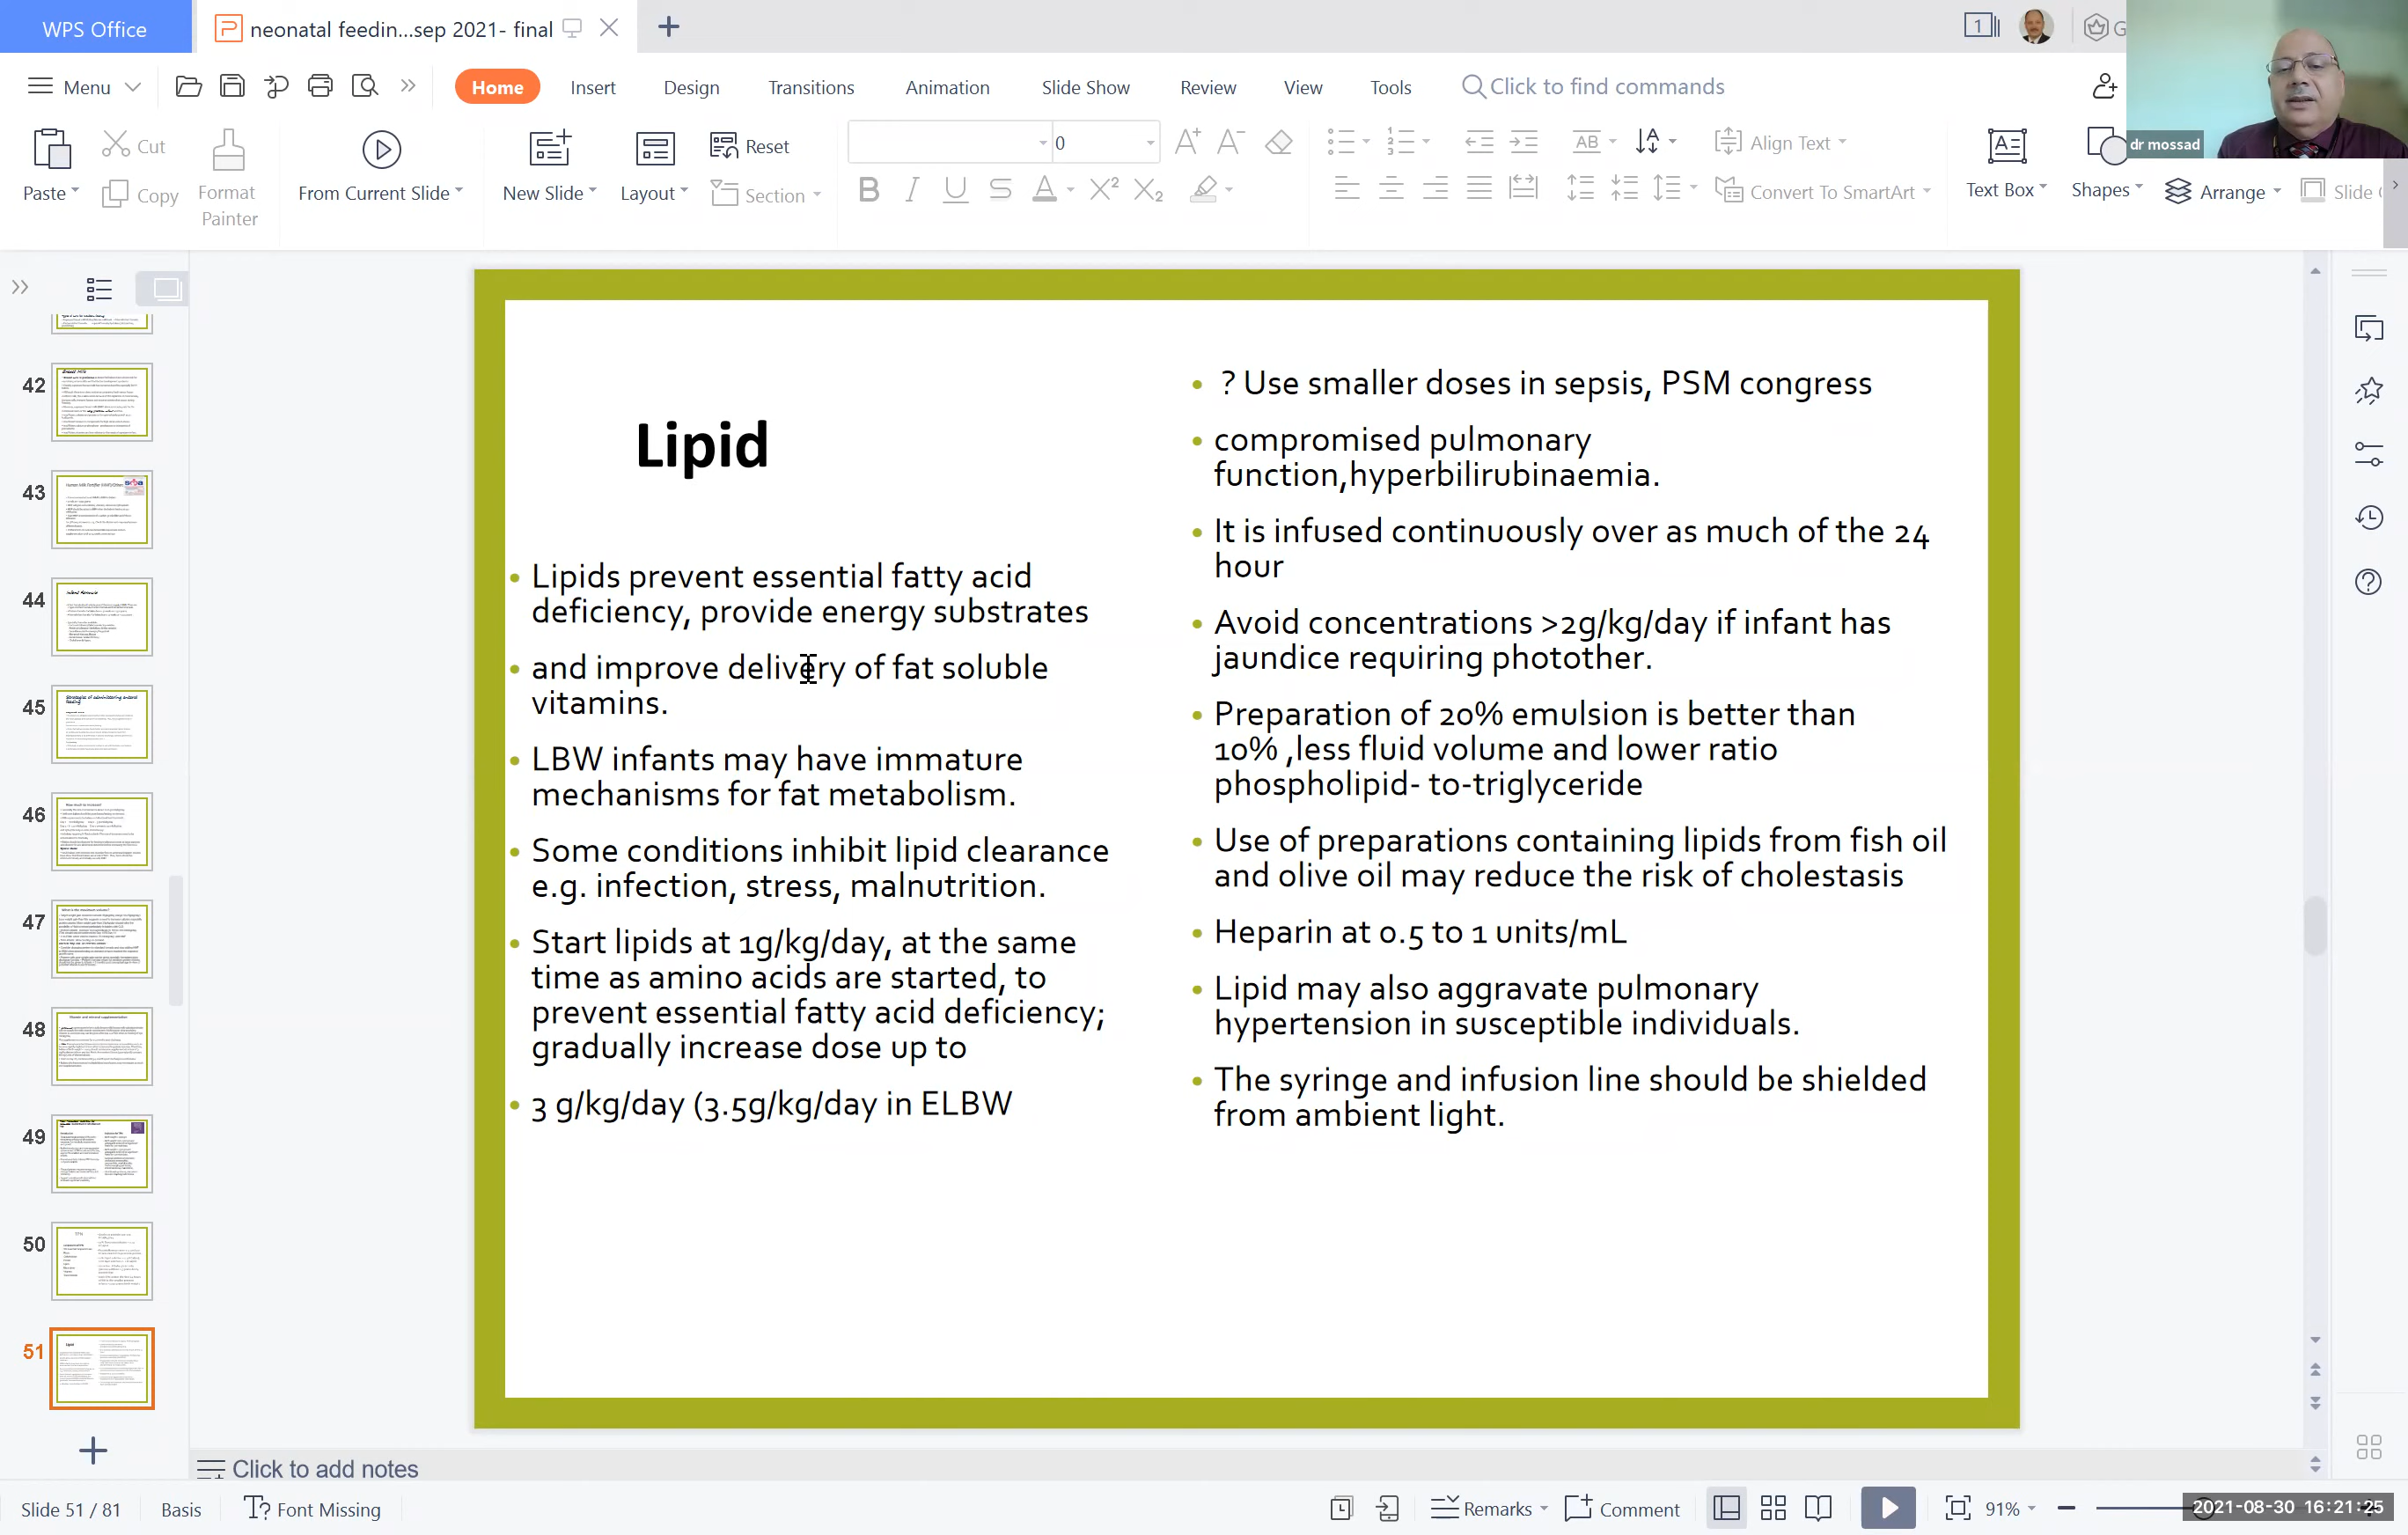 WPS Office
neonatal feedin...sep 2021- final
1
G
Menu
Home
Insert
Design
Transitions
Animation
Slide Show
Review
View
Tools
Click to find commands
Paste
Cut
Copy
Format
Painter
From Current Slide
New Slide
Layout
Reset
Section
0
Align Text
Convert To SmartArt
Text Box
Shapes
Arrange
Slide
dr mossad
42
43
44
45
46
47
48
49
50
51
Lipid
• Lipids prevent essential fatty acid
deficiency, provide energy substrates
• and improve delivery of fat soluble
vitamins.
• LBW infants may have immature
mechanisms for fat metabolism.
• Some conditions inhibit lipid clearance
e.g. infection, stress, malnutrition.
• Start lipids at 1g/kg/day, at the same
time as amino acids are started, to
prevent essential fatty acid deficiency;
gradually increase dose up to
• 3 g/kg/day (3.5g/kg/day in ELBW
• ? Use smaller doses in sepsis, PSM congress
• compromised pulmonary
function,hyperbilirubinaemia.
• It is infused continuously over as much of the 24
hour
• Avoid concentrations >2g/kg/day if infant has
jaundice requiring photother.
• Preparation of 20% emulsion is better than
10% ,less fluid volume and lower ratio
phospholipid- to-triglyceride
• Use of preparations containing lipids from fish oil
and olive oil may reduce the risk of cholestasis
• Heparin at 0.5 to 1 units/mL
• Lipid may also aggravate pulmonary
hypertension in susceptible individuals.
• The syringe and infusion line should be shielded
from ambient light.
Click to add notes
Slide 51 / 81
Basis
Font Missing
Remarks
Comment
91%
2021-08-30 16:21:25